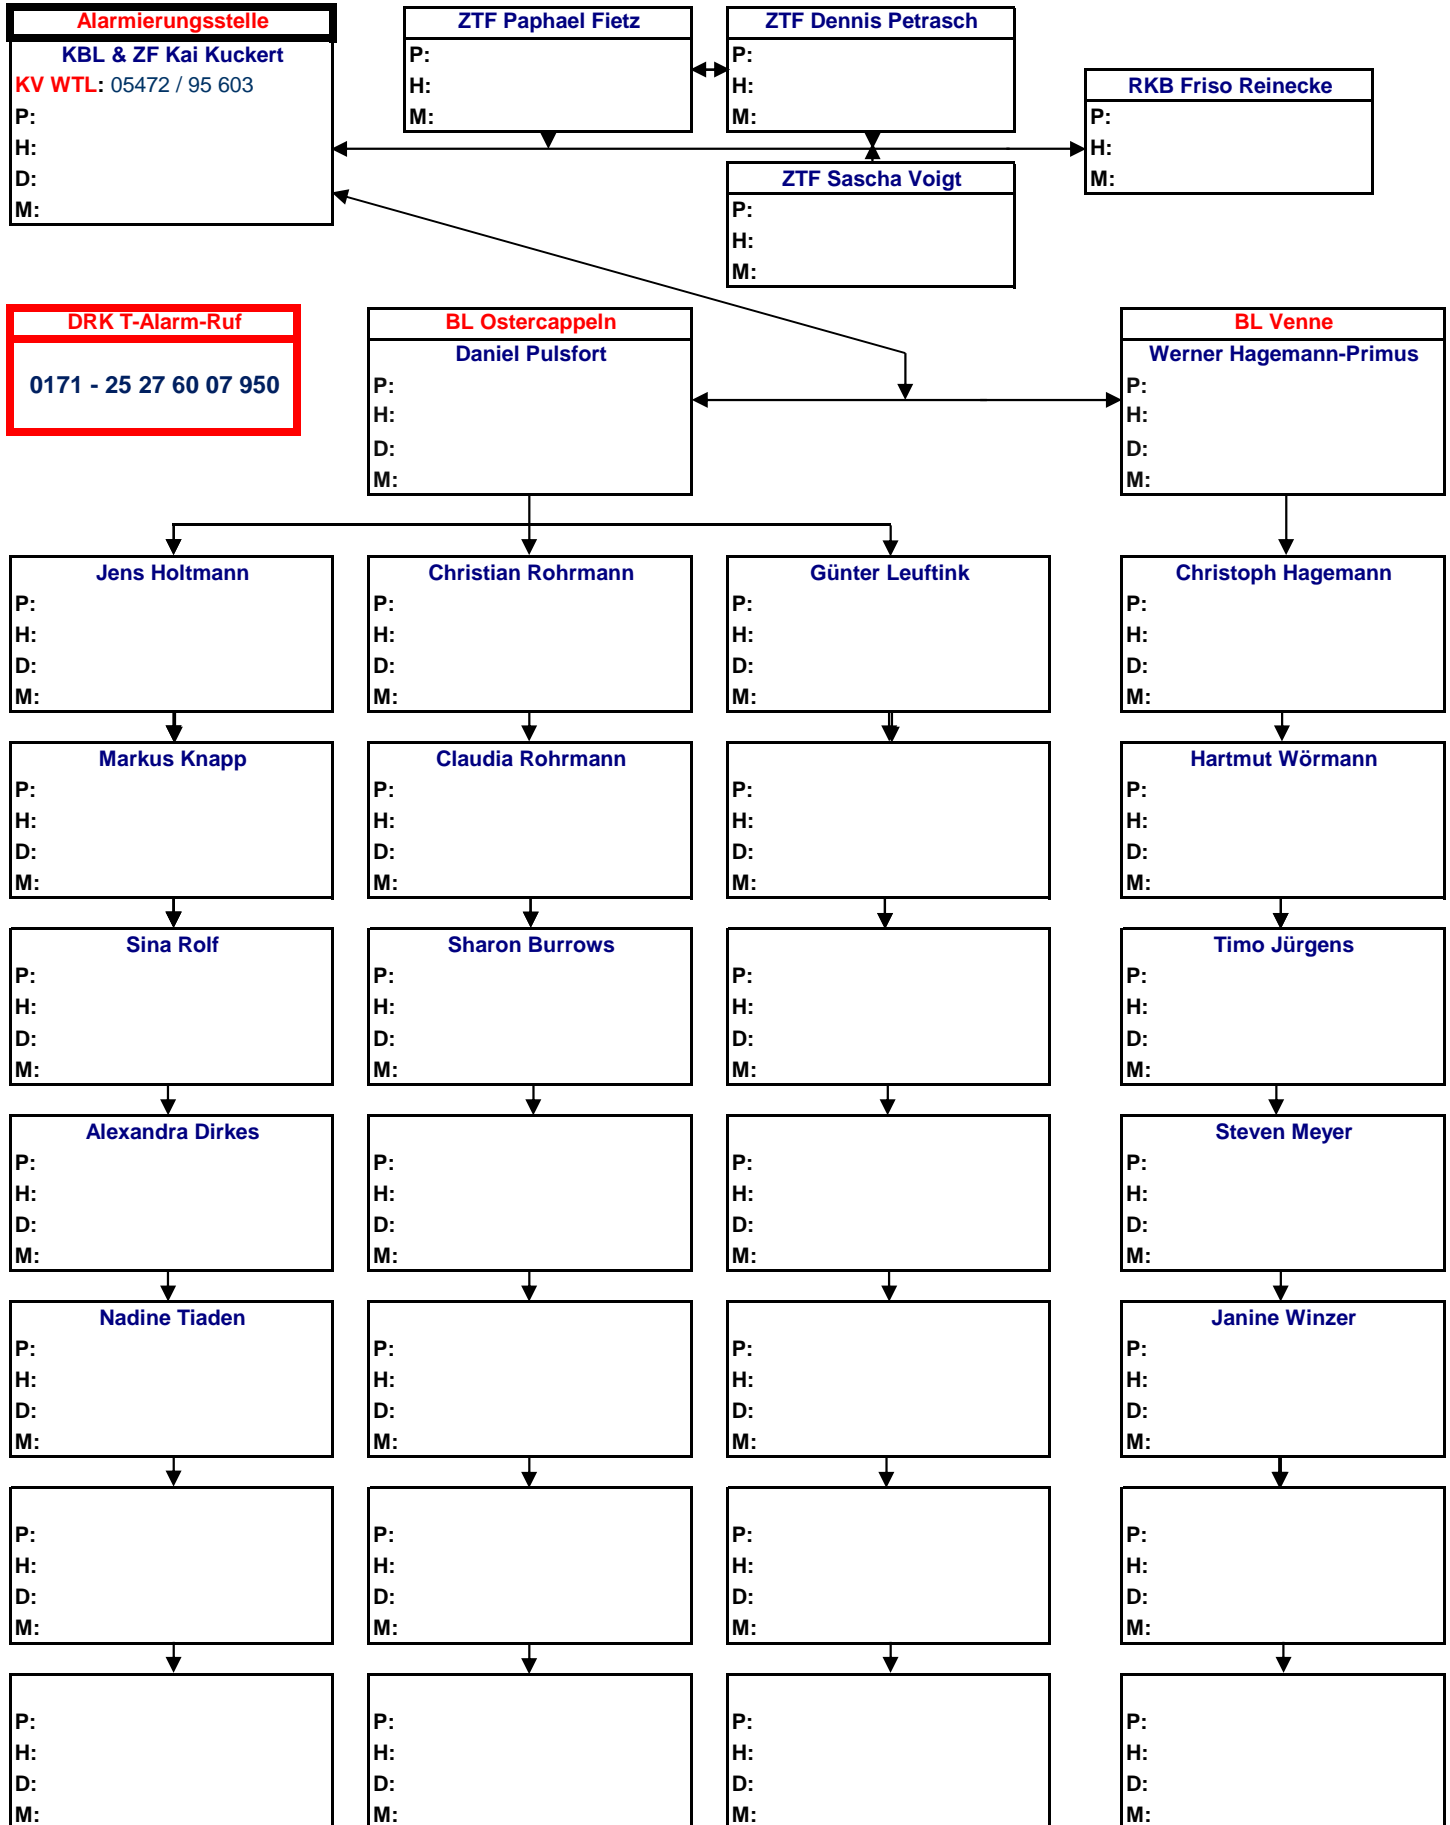 Alarmierungsstelle
KBL & ZF Kai Kuckert
KV WTL: 05472 / 95 603
P:
H:
D:
M:
ZTF Paphael Fietz
P:
H:
M:
ZTF Dennis Petrasch
P:
H:
M:
RKB Friso Reinecke
P:
H:
M:
ZTF Sascha Voigt
P:
H:
M:
DRK T-Alarm-Ruf
0171 - 25 27 60 07 950
BL Ostercappeln
Daniel Pulsfort
P:
H:
D:
M:
BL Venne
Werner Hagemann-Primus
P:
H:
D:
M:
Jens Holtmann
P:
H:
D:
M:
Christian Rohrmann
P:
H:
D:
M:
Günter Leuftink
P:
H:
D:
M:
Christoph Hagemann
P:
H:
D:
M:
Markus Knapp
P:
H:
D:
M:
Claudia Rohrmann
P:
H:
D:
M:
P:
H:
D:
M:
Hartmut Wörmann
P:
H:
D:
M:
Sina Rolf
P:
H:
D:
M:
Sharon Burrows
P:
H:
D:
M:
P:
H:
D:
M:
Timo Jürgens
P:
H:
D:
M:
Alexandra Dirkes
P:
H:
D:
M:
P:
H:
D:
M:
P:
H:
D:
M:
Steven Meyer
P:
H:
D:
M:
Nadine Tiaden
P:
H:
D:
M:
P:
H:
D:
M:
P:
H:
D:
M:
Janine Winzer
P:
H:
D:
M:
P:
H:
D:
M:
P:
H:
D:
M:
P:
H:
D:
M:
P:
H:
D:
M:
P:
H:
D:
M:
P:
H:
D:
M:
P:
H:
D:
M:
P:
H:
D:
M: